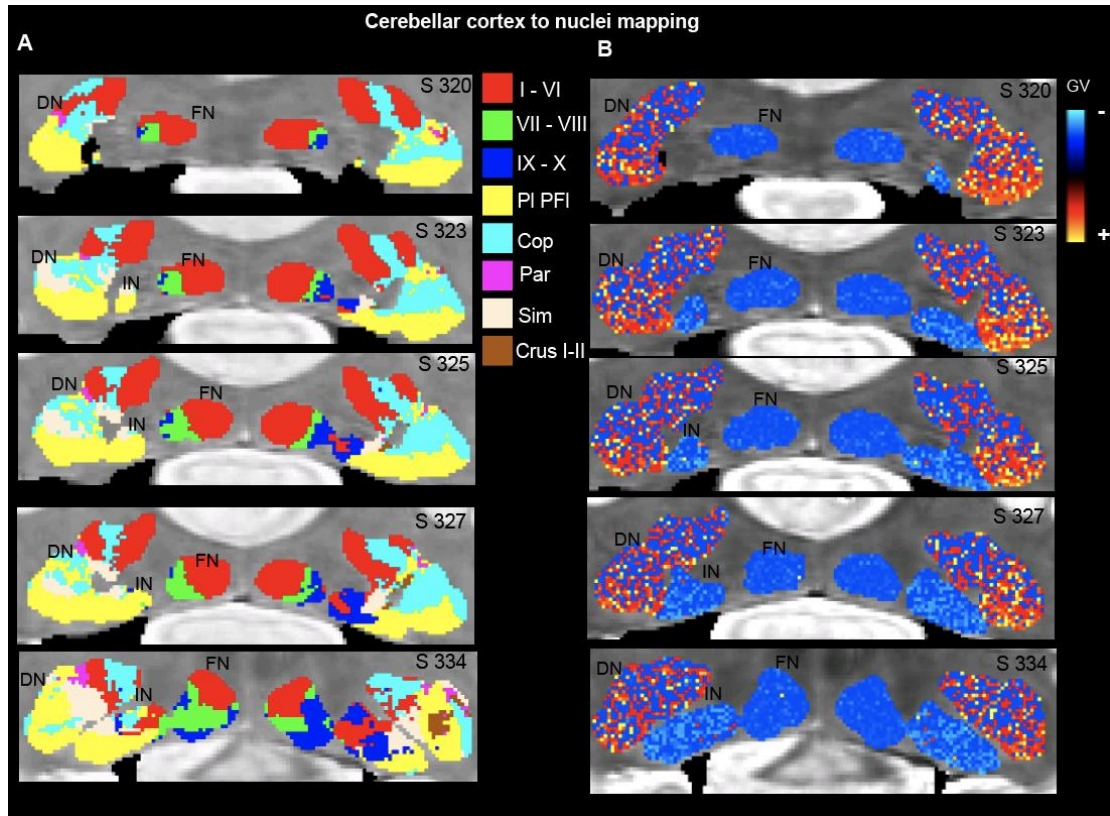 Cerebellar cortex to nuclei mapping
A
B
DN
FN
S 320
I - VI
VII - VIII
IX - X
Pl PFl
Cop
Par
Sim
Crus I-II
DN
FN
IN
S 323
DN
FN
IN
S 325
DN
FN
IN
S 327
DN
FN
IN
S 334
DN
FN
S 320
GV
-
+
DN
FN
S 323
DN
FN
IN
S 325
DN
FN
IN
S 327
DN
FN
IN
S 334